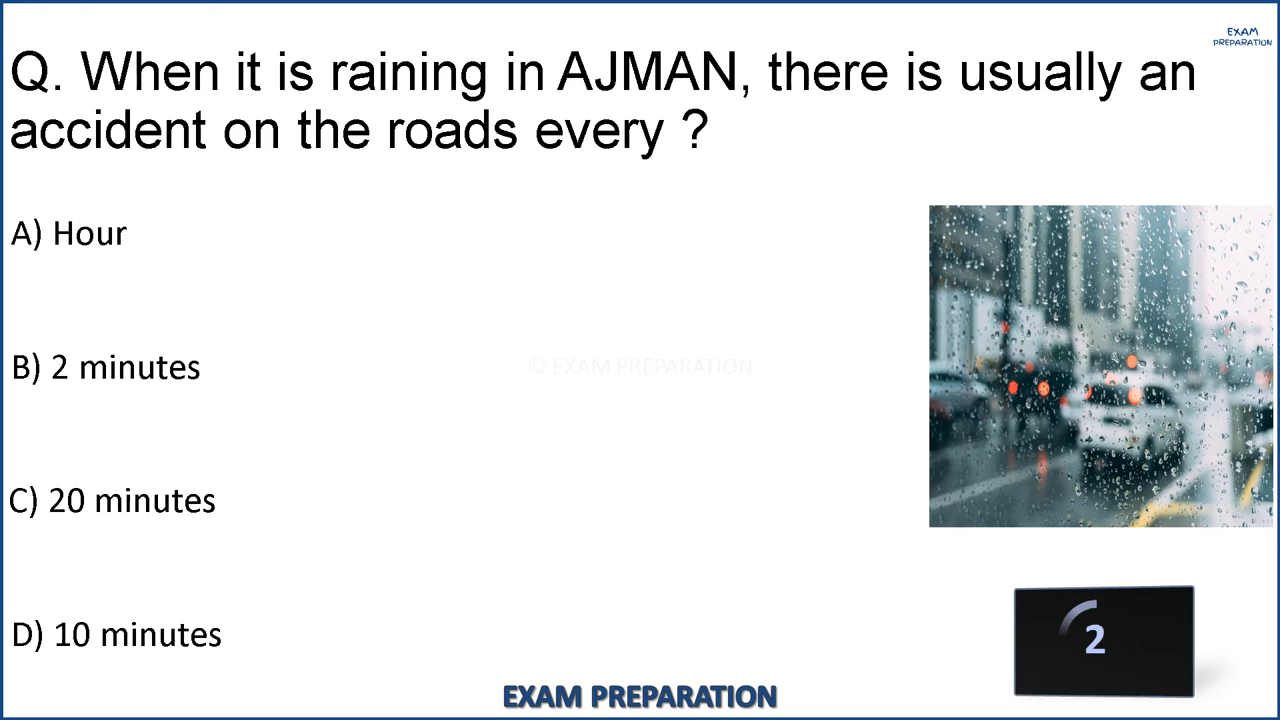 EXAM
PREPARATION
Q. When it is raining in AJMAN, there is usually an
accident on the roads every ?
A) Hour
B) 2 minutes
© EXAM PREPARATION
C) 20 minutes
D) 10 minutes
2
EXAM PREPARATION